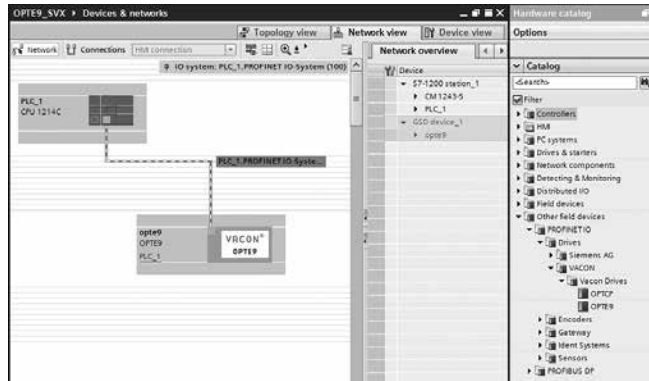 OPTE9_SVX ▸ Devices & networks
Topology view
Network view
Device view
Network
Connections
HMI connection
IO system: PLC_1.PROFINET IO-System (100)
PLC_1
CPU 1214C
PLC_1.PROFINET IO-Syste...
opte9
OPTE9
PLC_1
VACON®
OPTE9
Network overview
Device
S7-1200 station_1
CM 1243-5
PLC_1
GSD device_1
opte9
Hardware catalog
Options
Catalog
<Search>
Filter
Controllers
HMI
PC systems
Drives & starters
Network components
Detecting & Monitoring
Distributed I/O
Field devices
Other field devices
PROFINET IO
Drives
Siemens AG
VACON
Vacon Drives
OPTCP
OPTE9
Encoders
Gateway
Ident Systems
Sensors
PROFIBUS DP